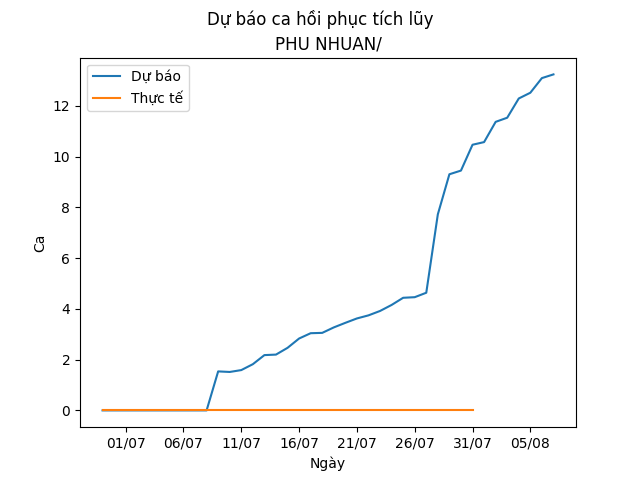 Dự báo ca hồi phục tích lũy
PHU NHUAN/
Dự báo
Thực tế
Ca
12
10
8
6
4
2
0
01/07 06/07 11/07 16/07 21/07 26/07 31/07 05/08
Ngày